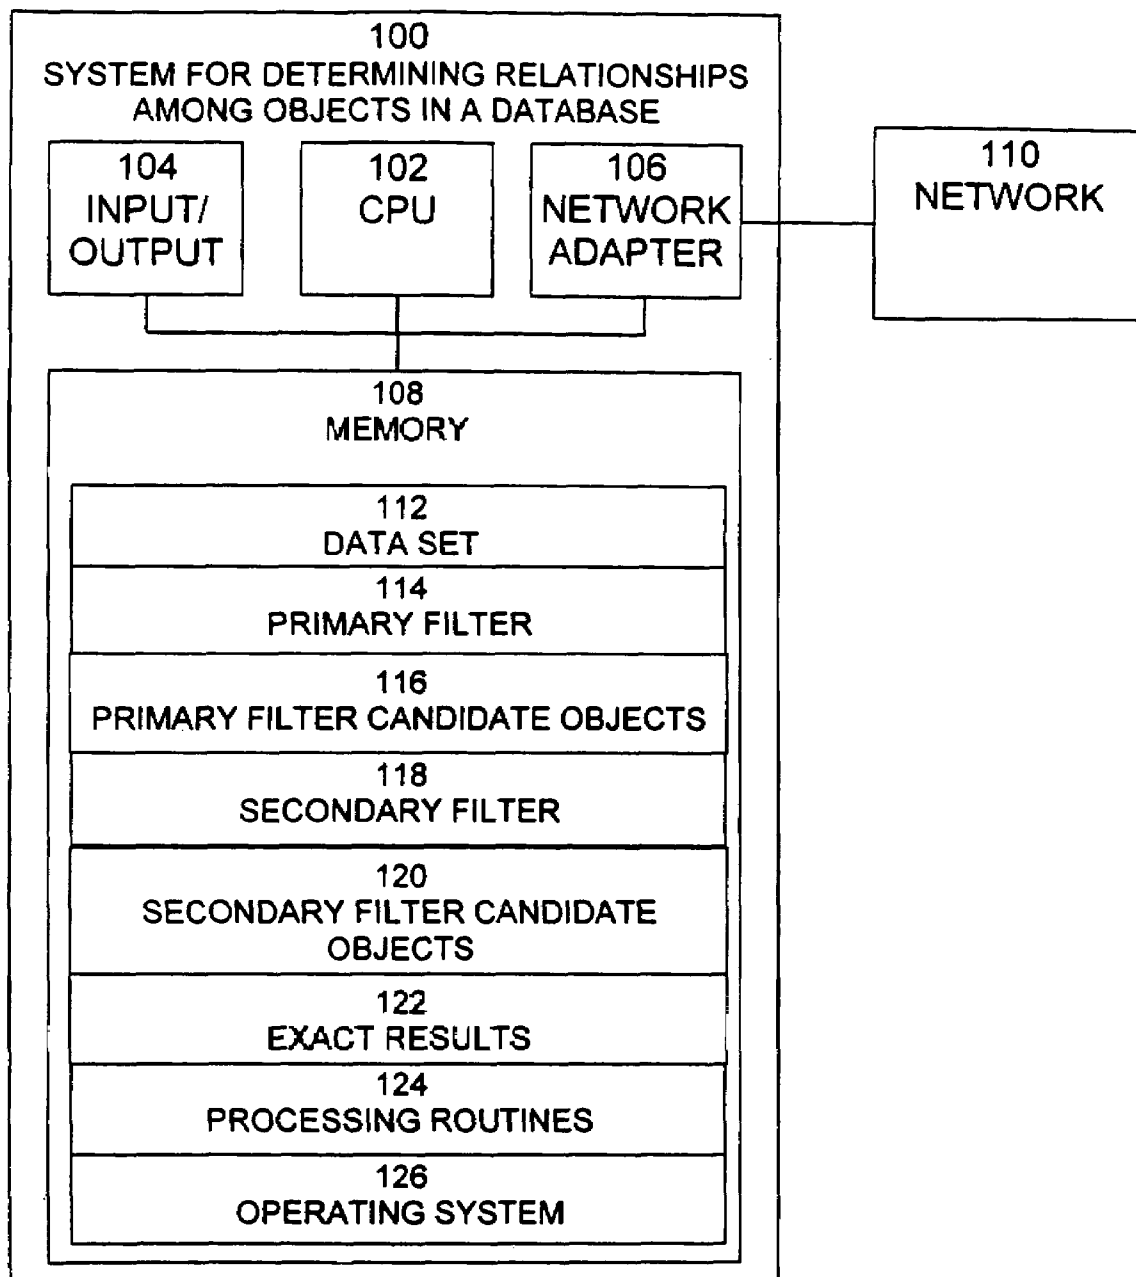 100
SYSTEM FOR DETERMINING RELATIONSHIPS
AMONG OBJECTS IN A DATABASE
104
INPUT/
OUTPUT
102
CPU
106
NETWORK
ADAPTER
110
NETWORK
108
MEMORY
112
DATA SET
114
PRIMARY FILTER
116
PRIMARY FILTER CANDIDATE OBJECTS
118
SECONDARY FILTER
120
SECONDARY FILTER CANDIDATE
OBJECTS
122
EXACT RESULTS
124
PROCESSING ROUTINES
126
OPERATING SYSTEM